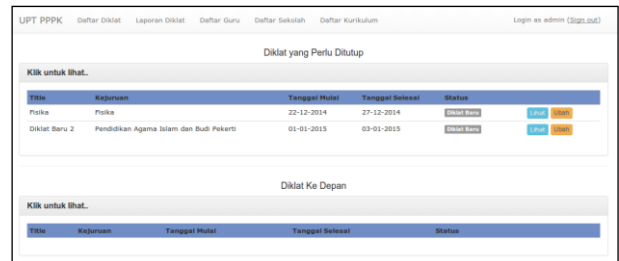 UPT PPPK Daftar Diklat Laporan Diklat Daftar Guru Daftar Sekolah Daftar Kurikulum Login as admin (Sign out)
Diklat yang Perlu Ditutup
Klik untuk lihat..
Title Kejuruan Tanggal Mulai Tanggal Selesai Status
Fisika Fisika 22-12-2014 27-12-2014 Diklat Baru Lihat Ubah
Diklat Baru 2 Pendidikan Agama Islam dan Budi Pekerti 01-01-2015 03-01-2015 Diklat Baru Lihat Ubah
Diklat Ke Depan
Klik untuk lihat..
Title Kejuruan Tanggal Mulai Tanggal Selesai Status